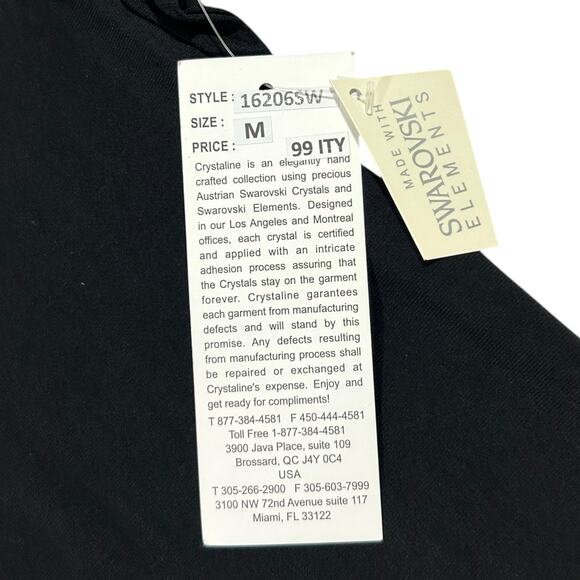 STYLE : 16206SW
SIZE : M
PRICE : 99 ITY
Crystaline is an elegantly hand
crafted collection using precious
Austrian Swarovski Crystals and
Swarovski Elements. Designed
in our Los Angeles and Montreal
offices, each crystal is certified
and applied with an intricate
adhesion process assuring that
the Crystals stay on the garment
forever. Crystaline garantees
each garment from manufacturing
defects and will stand by this
promise. Any defects resulting
from manufacturing process shall
be repaired or exchanged at
Crystaline's expense. Enjoy and
get ready for compliments!
T 877-384-4581 F 450-444-4581
Toll Free 1-877-384-4581
3900 Java Place, suite 109
Brossard, QC J4Y 0C4
USA
T 305-266-2900 F 305-603-7999
3100 NW 72nd Avenue suite 117
Miami, FL 33122
MADE WITH
SWAROVSKI
ELEMENTS